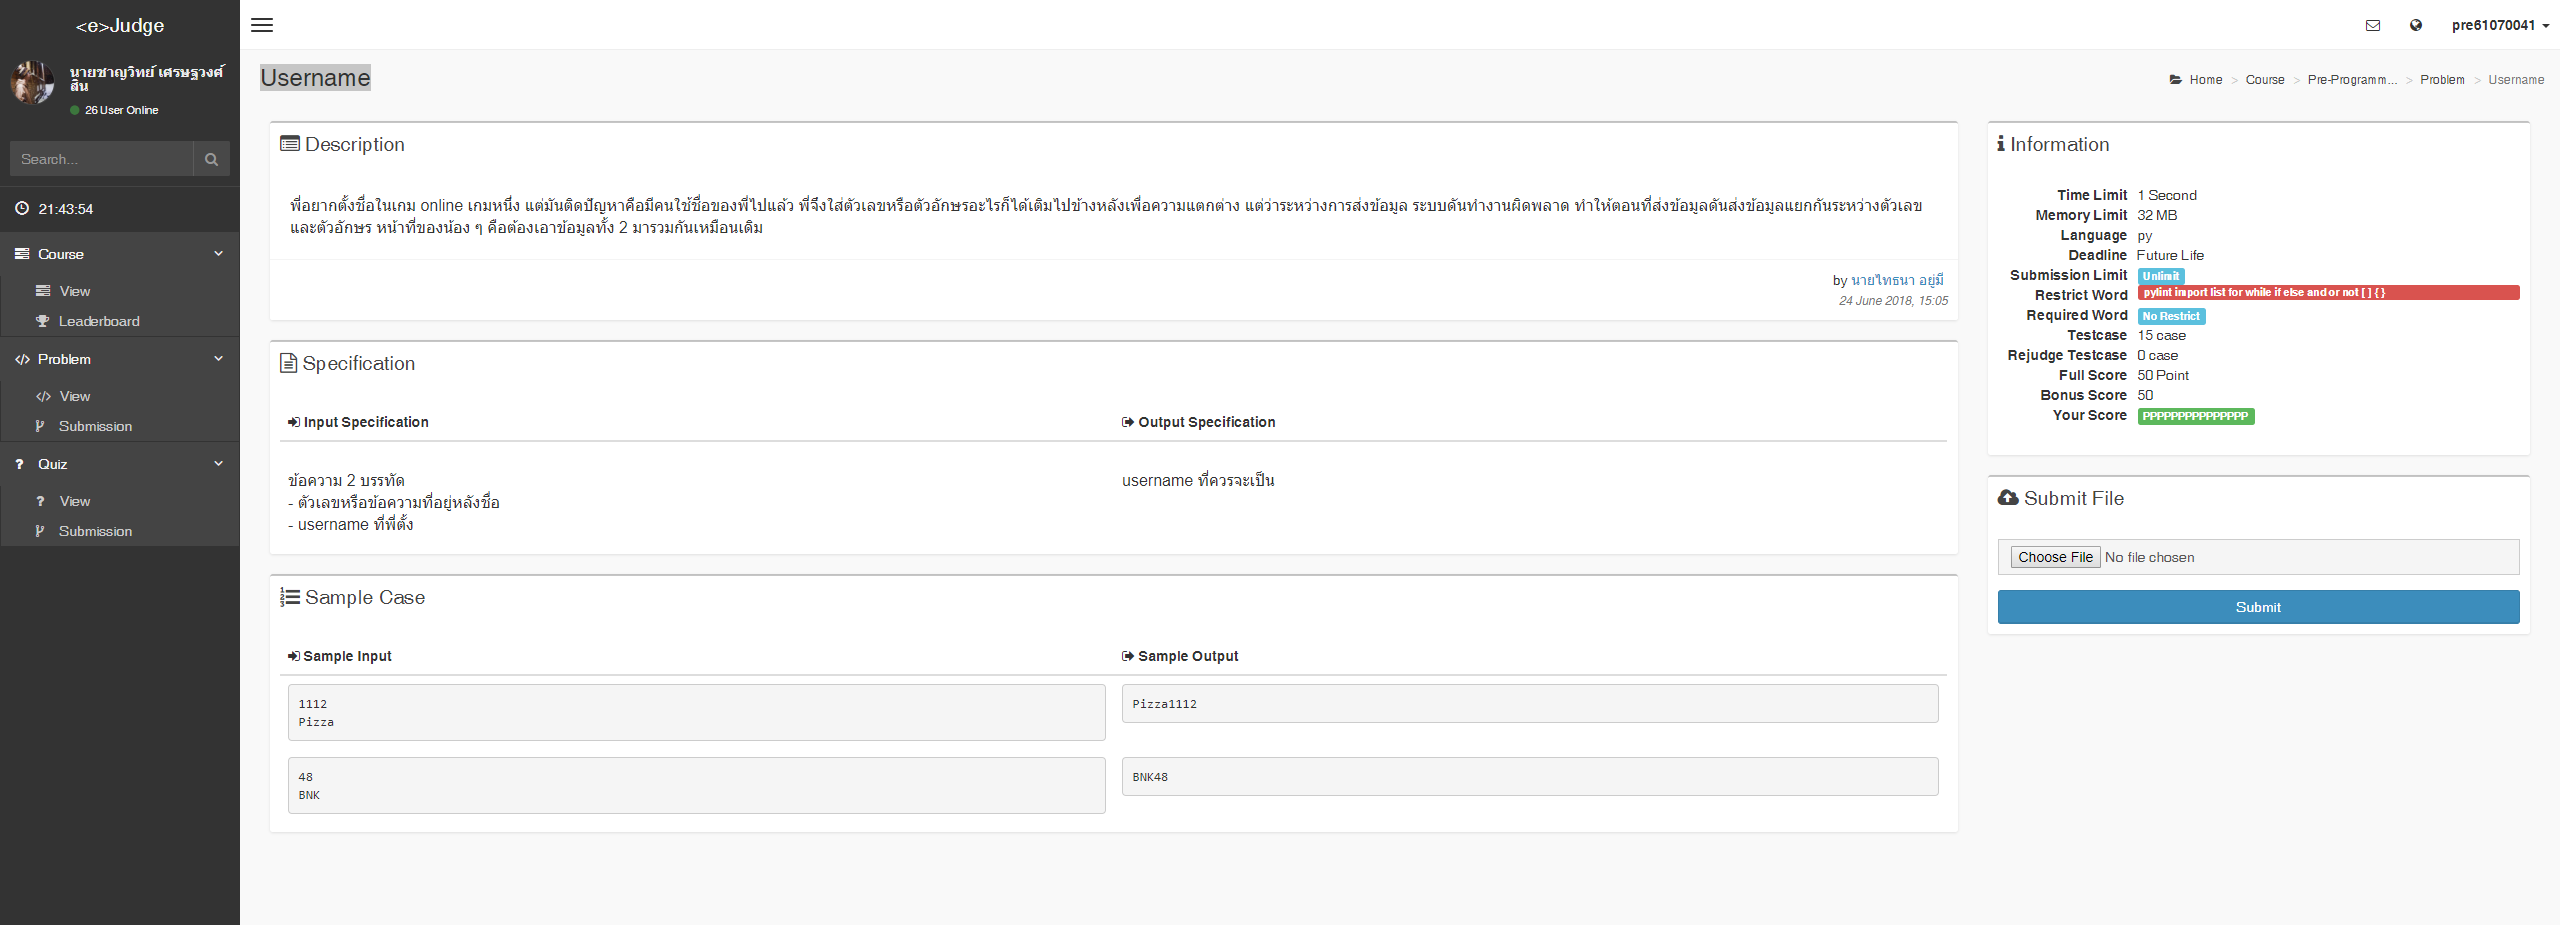 <e>Judge
นายชาญวิทย์ เศรษฐวงศ์
สิน
26 User Online
Search...
21:43:54
Course
View
Leaderboard
Problem
View
Submission
Quiz
View
Submission
pre61070041
Username
Home > Course > Pre-Programm... > Problem > Username
Description
พี่อยากตั้งชื่อในเกม online เกมหนึ่ง แต่มันติดปัญหาคือมีคนใช้ชื่อของพี่ไปแล้ว พี่จึงใส่ตัวเลขหรือตัวอักษรอะไรก็ได้เติมไปข้างหลังเพื่อความแตกต่าง แต่ว่าระหว่างการส่งข้อมูล ระบบดันทำงานผิดพลาด ทำให้ตอนที่ส่งข้อมูลดันส่งข้อมูลแยกกันระหว่างตัวเลข
และตัวอักษร หน้าที่ของน้อง ๆ คือต้องเอาข้อมูลทั้ง 2 มารวมกันเหมือนเดิม
by นายไทธนา อยู่มี
24 June 2018, 15:05
Specification
Input Specification
Output Specification
ข้อความ 2 บรรทัด
- ตัวเลขหรือข้อความที่อยู่หลังชื่อ
- username ที่พี่ตั้ง
username ที่ควรจะเป็น
Sample Case
Sample Input
Sample Output
1112
Pizza
Pizza1112
48
BNK
BNK48
Information
Time Limit 1 Second
Memory Limit 32 MB
Language py
Deadline Future Life
Submission Limit Unlimit
Restrict Word pylint import list for while if else and or not [ ] { }
Required Word No Restrict
Testcase 15 case
Rejudge Testcase 0 case
Full Score 50 Point
Bonus Score 50
Your Score PPPPPPPPPPPPPPP
Submit File
Choose File No file chosen
Submit